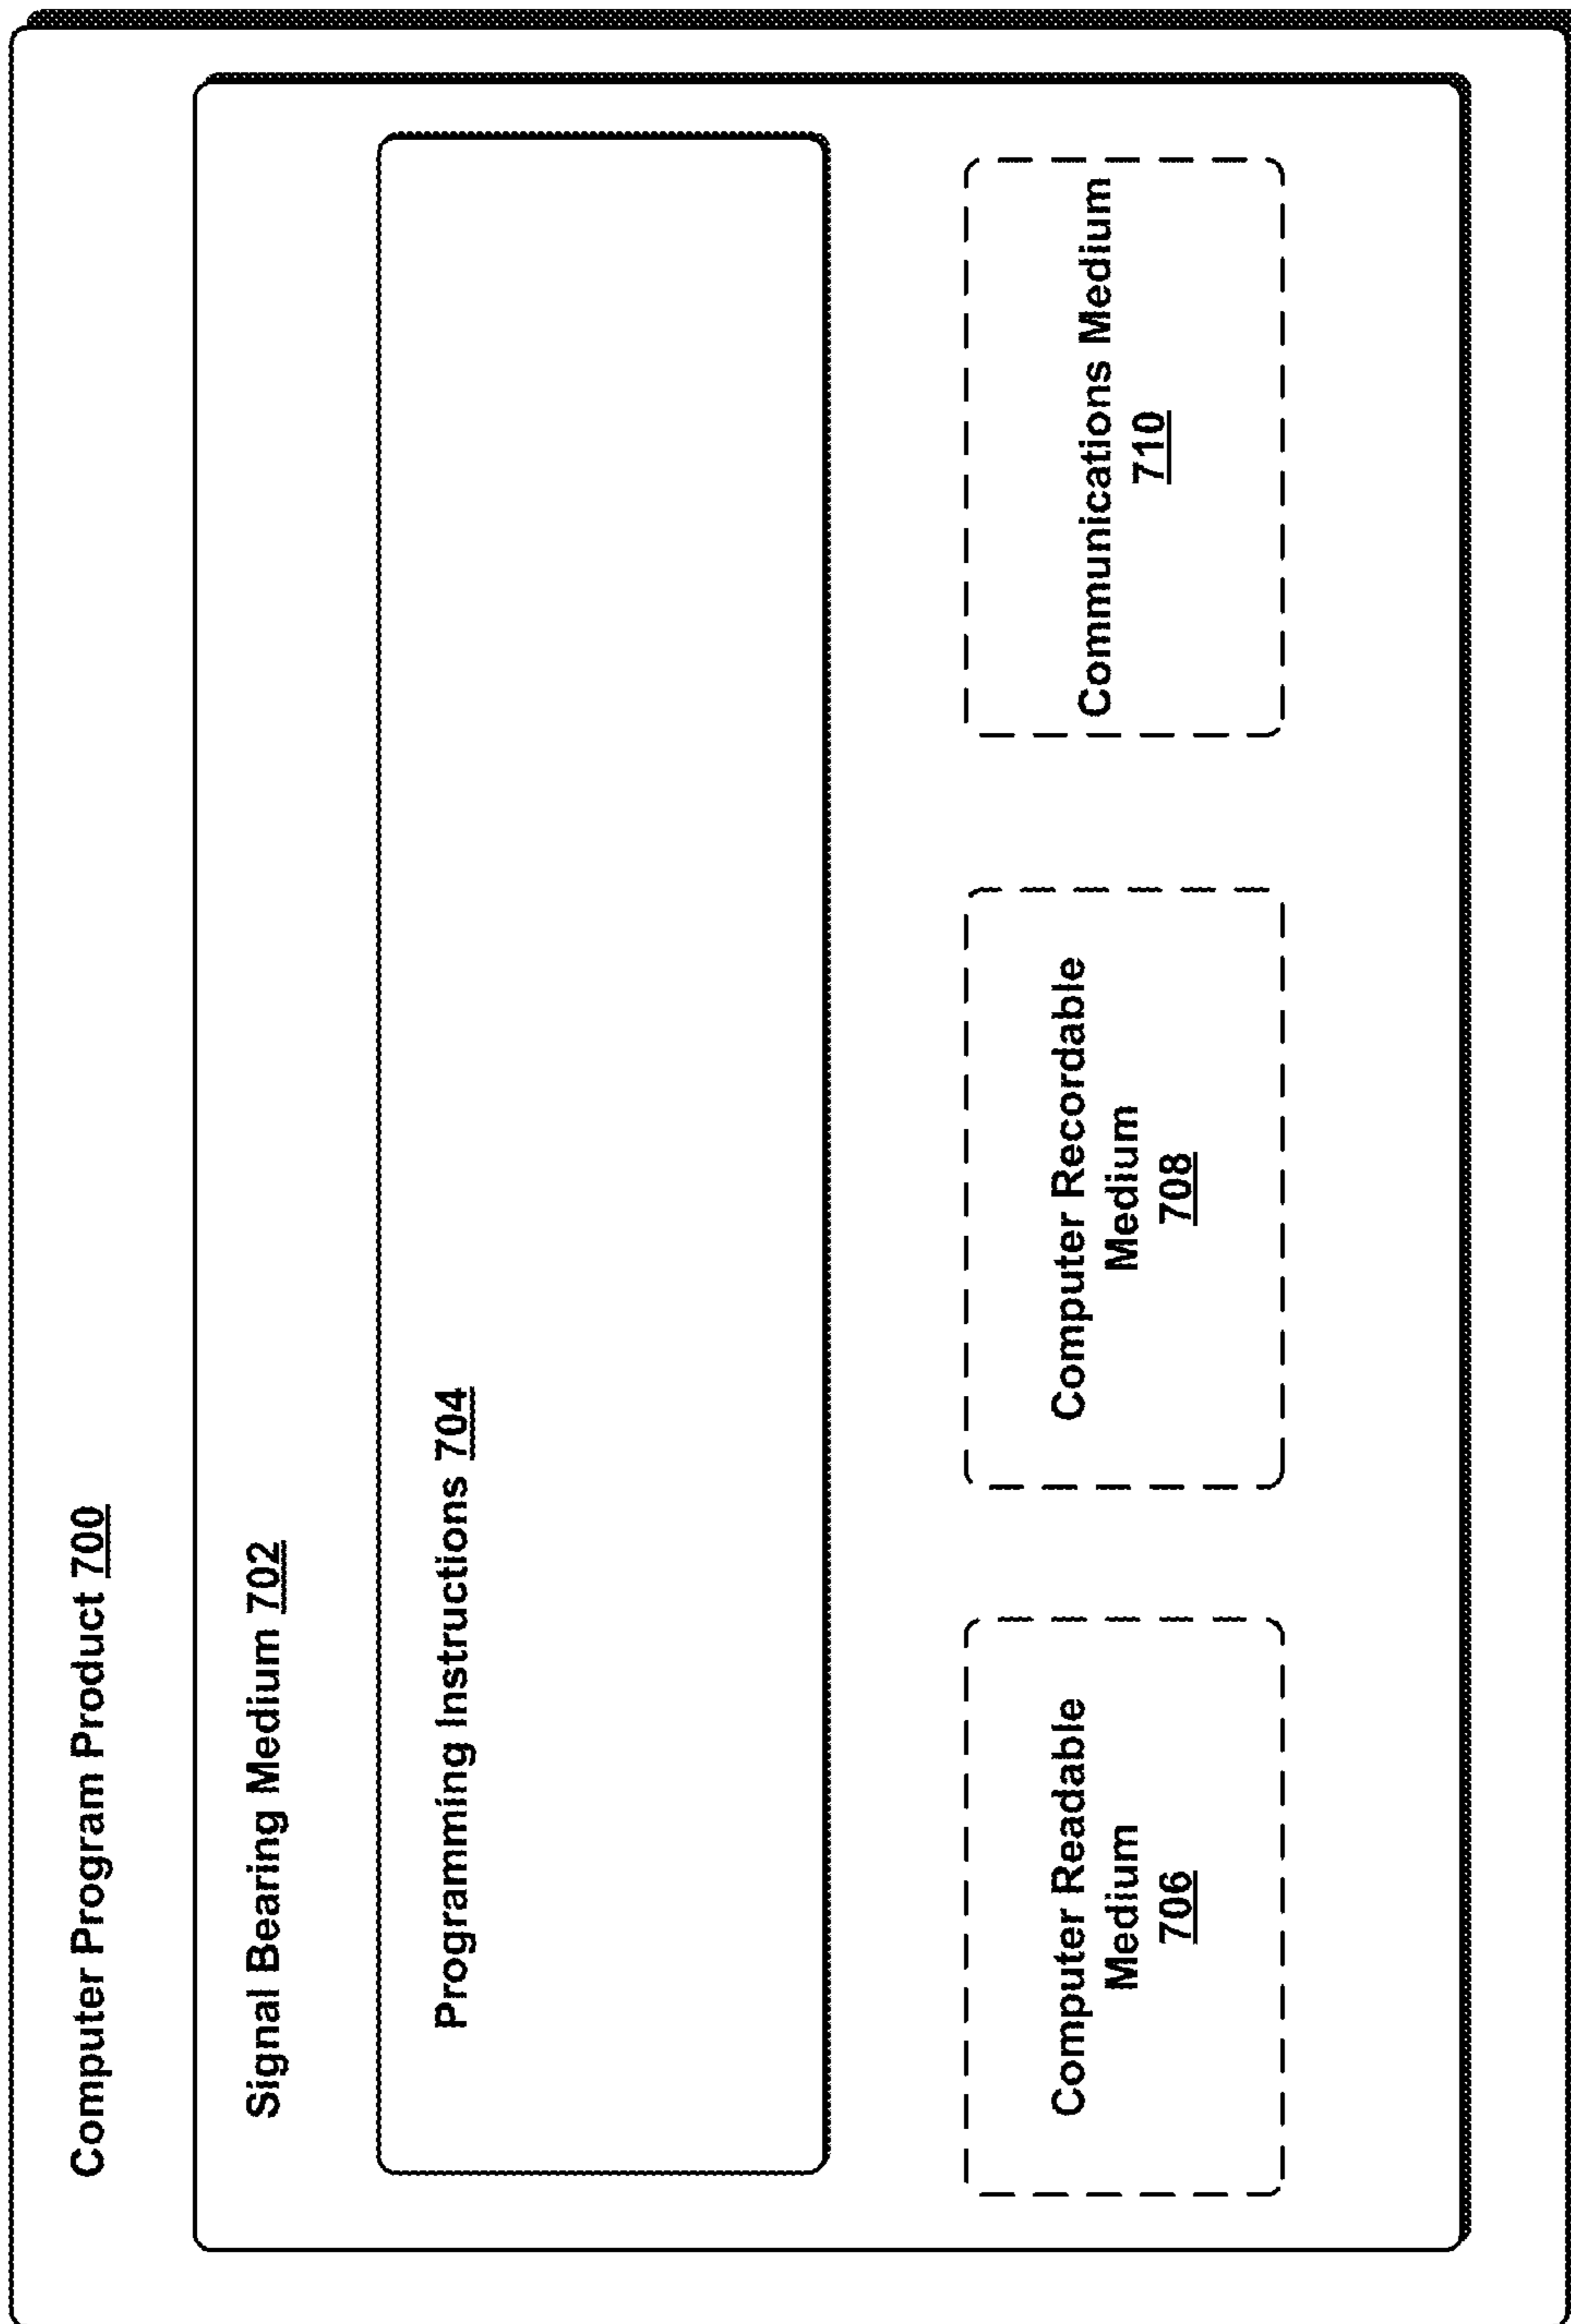 Computer Program Product 700
Signal Bearing Medium 702
Programming Instructions 704
Computer Readable
Medium
706
Computer Recordable
Medium
708
Communications Medium
710